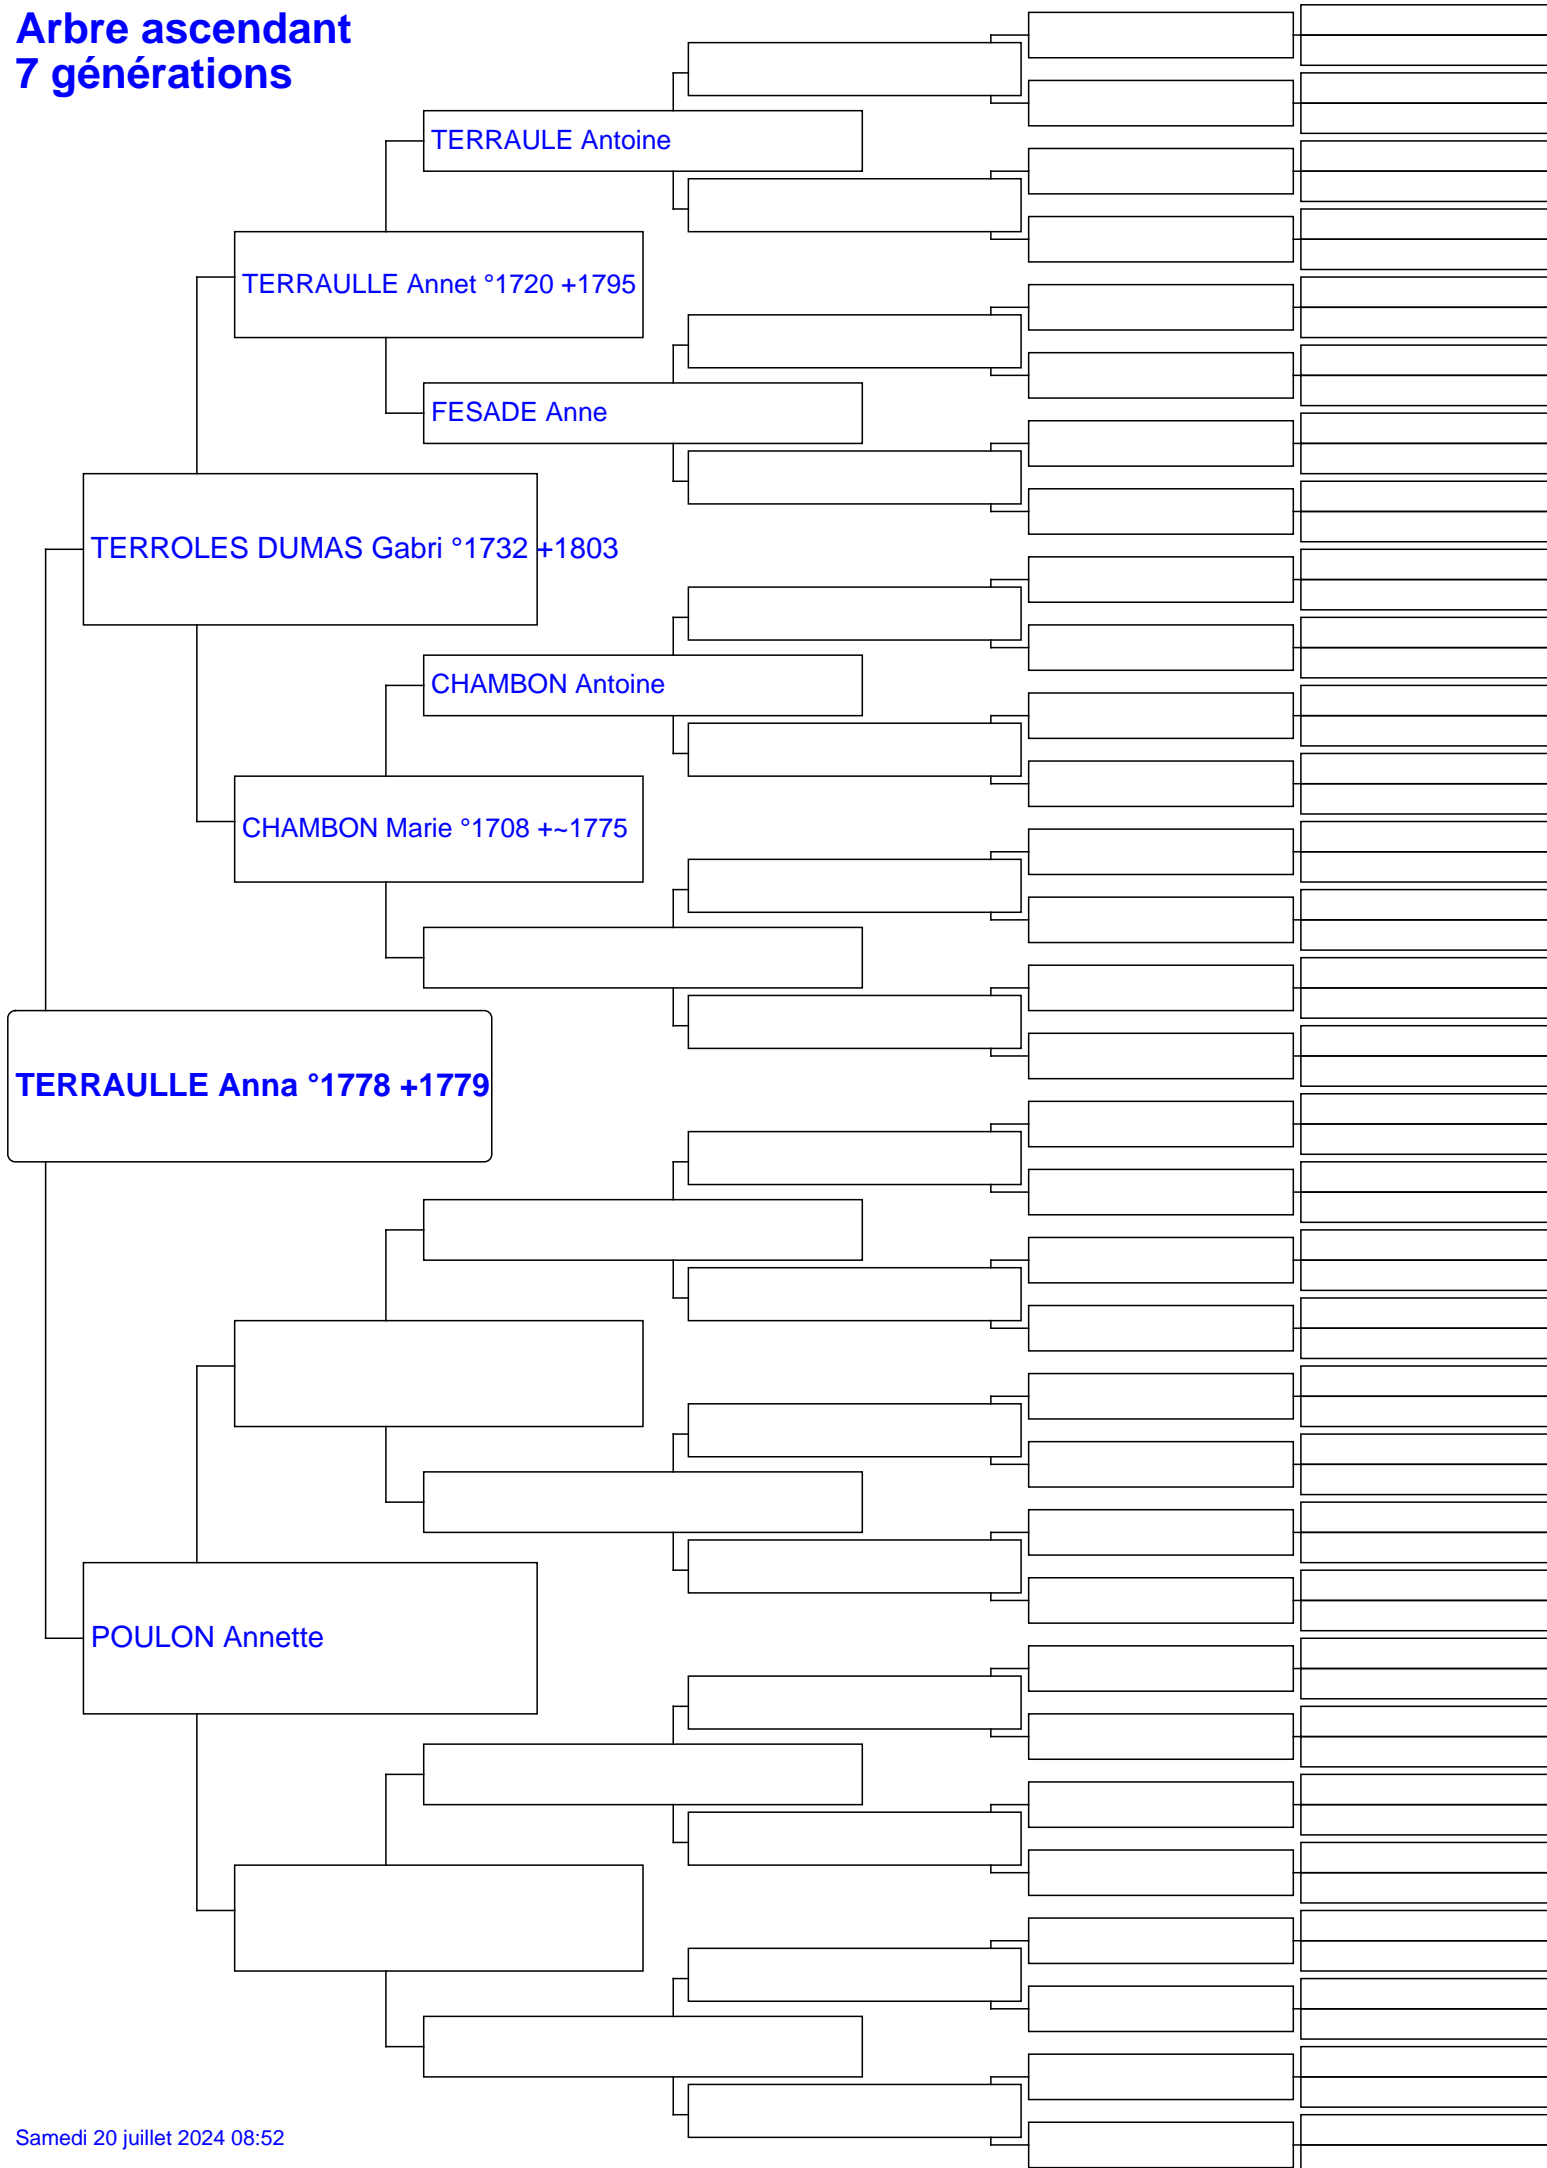 Arbre ascendant
7 générations
TERRAULE Antoine
TERRAULLE Annet °1720 +1795
FESADE Anne
TERROLES DUMAS Gabri °1732 +1803
CHAMBON Antoine
CHAMBON Marie °1708 +~1775
TERRAULLE Anna °1778 +1779
POULON Annette
Samedi 20 juillet 2024 08:52